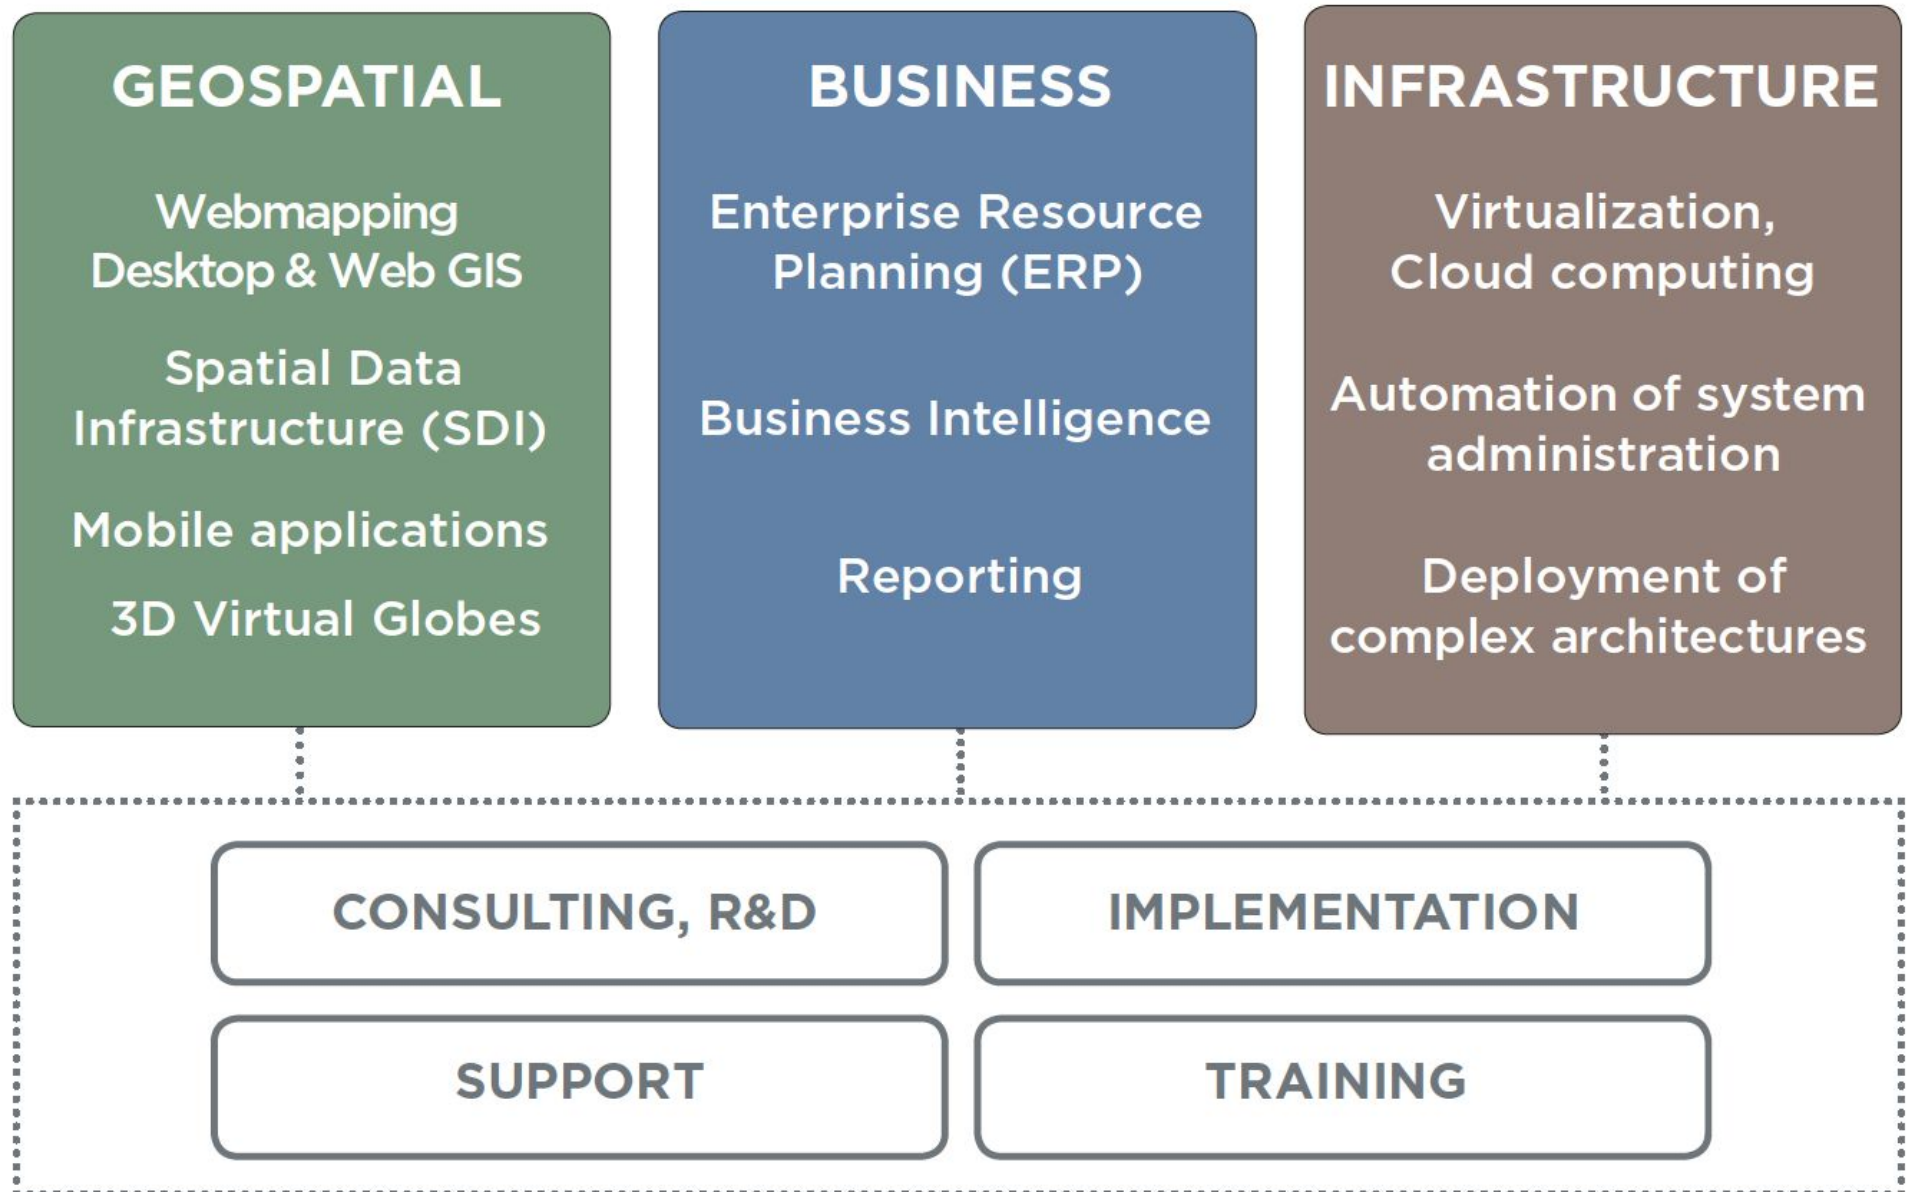 GEOSPATIAL
Webmapping
Desktop & Web GIS
Spatial Data
Infrastructure (SDI)
Mobile applications
3D Virtual Globes
BUSINESS
Enterprise Resource
Planning (ERP)
Business Intelligence
Reporting
INFRASTRUCTURE
Virtualization,
Cloud computing
Automation of system
administration
Deployment of
complex architectures
CONSULTING, R&D
IMPLEMENTATION
SUPPORT
TRAINING